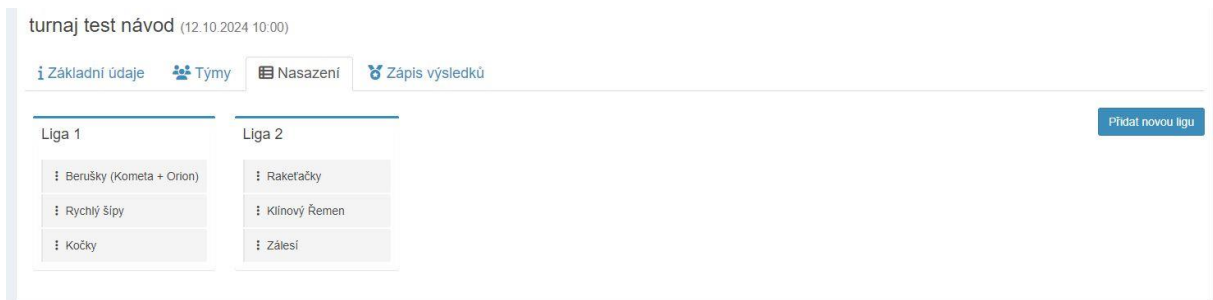 turnaj test návod (12.10.2024 10:00)
Základní údaje Týmy Nasazení Zápis výsledků
Přidat novou ligu
Liga 1
Berušky (Kometa + Orion)
Rychlý šípy
Kočky
Liga 2
Raketačky
Klínový Řemen
Zálesí